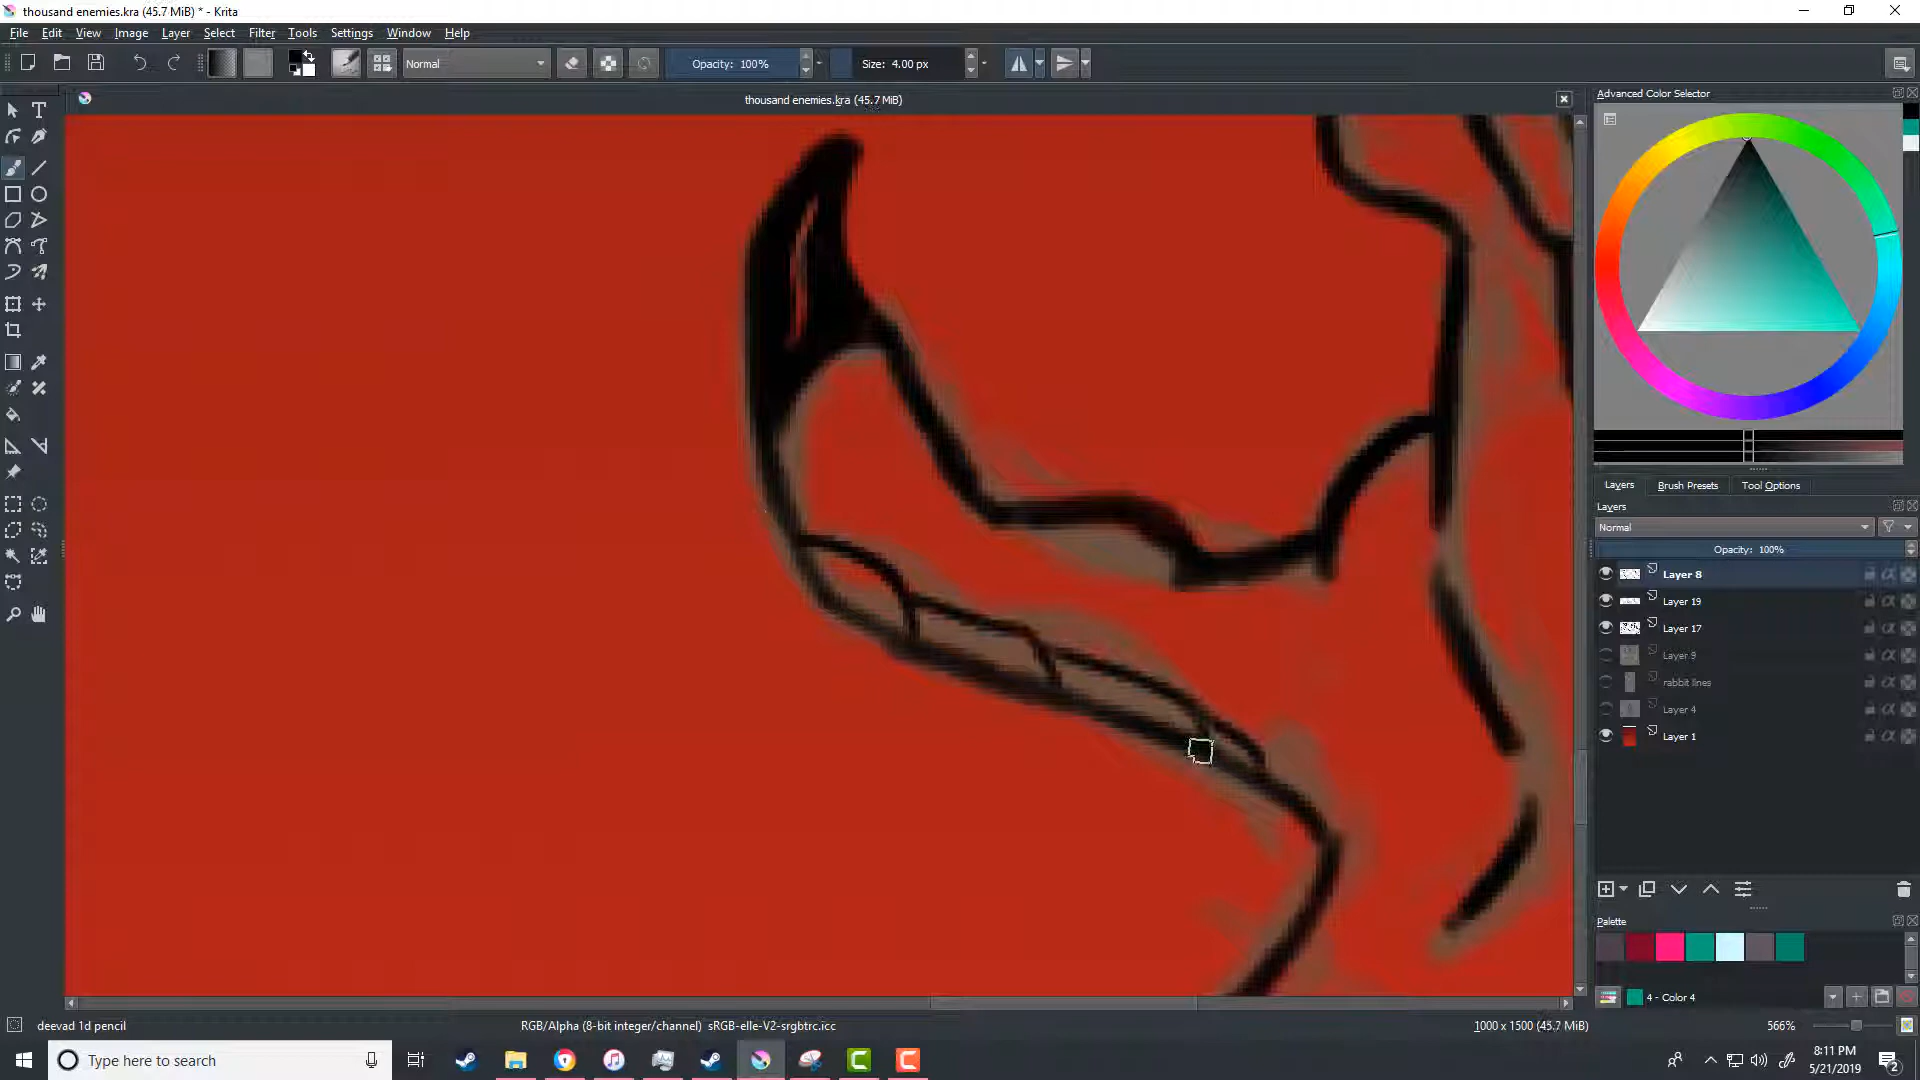 thousand enemies.kra (45.7 MiB) * - Krita
File Edit View Image Layer Select Filter Tools Settings Window Help
Normal Opacity: 100% Size: 4.00 px
thousand enemies.kra (45.7 MiB)
Advanced Color Selector
Layers Brush Presets Tool Options
Layers
Normal
Opacity: 100%
Layer 8
Layer 19
Layer 17
Layer 9
rabbit lines
Layer 4
Layer 1
Palette
4 - Color 4
deevad 1d pencil RGB/Alpha (8-bit integer/channel) sRGB-elle-V2-srgbtrc.icc 1000 x 1500 (45.7 MiB) 566%
Type here to search
8:11 PM
5/21/2019
2